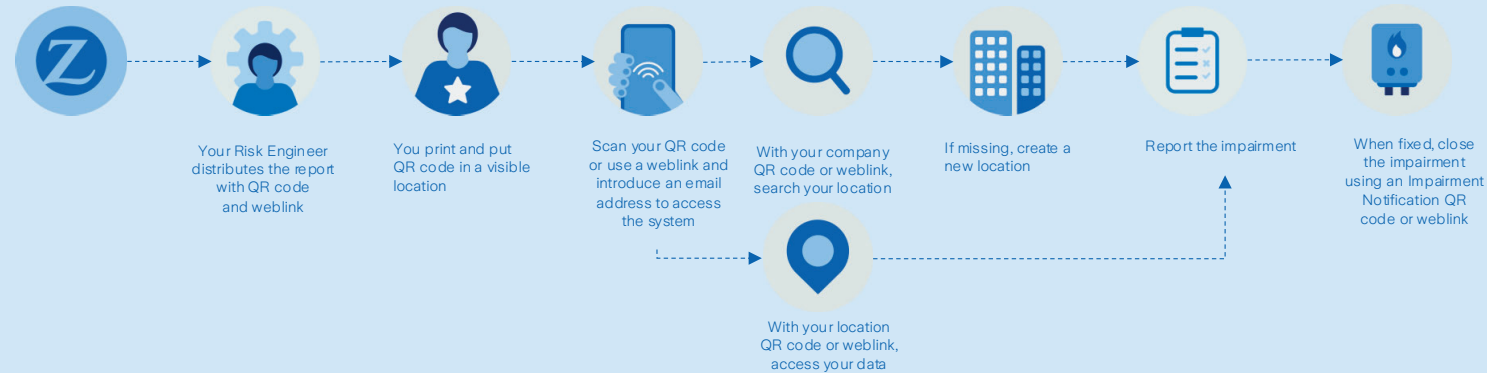 Z
Your Risk Engineer
distributes the report
with QR code
and weblink
You print and put
QR code in a visible
location
Scan your QR code
or use a weblink and
introduce an email
address to access
the system
With your company
QR code or weblink,
search your location
If missing, create a
new location
Report the impairment
When fixed, close
the impairment
using an Impairment
Notification QR
code or weblink
With your location
QR code or weblink,
access your data